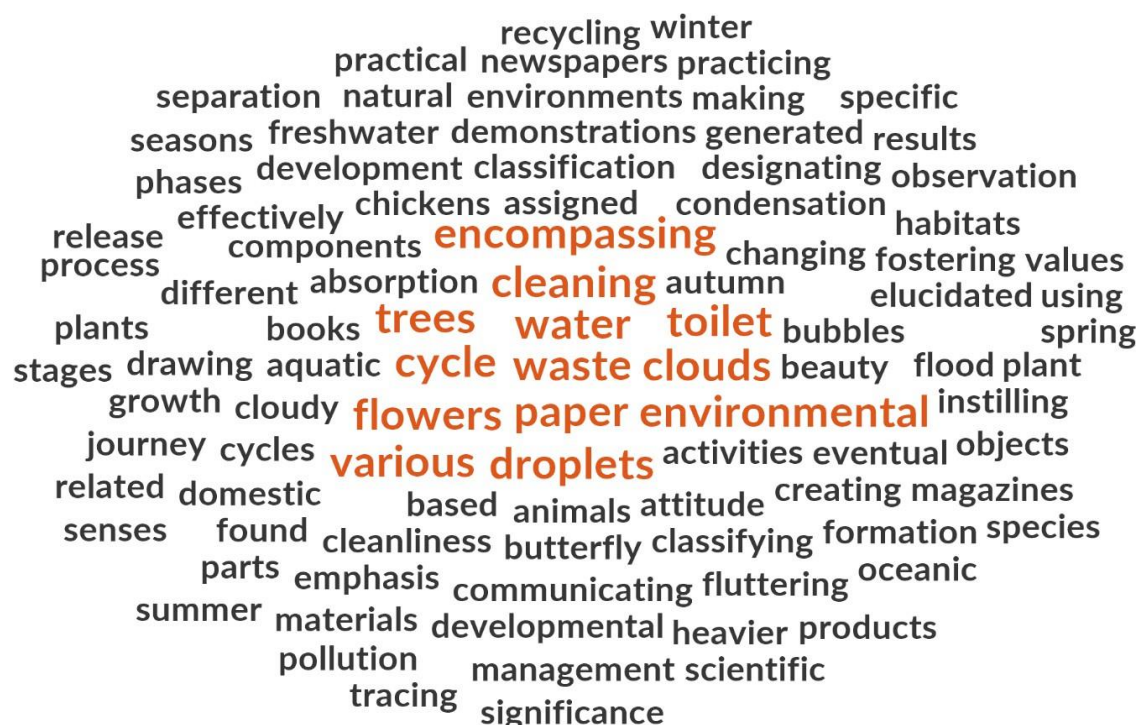 recycling winter
practical newspapers practicing
separation natural environments making specific
seasons freshwater demonstrations generated results
phases development classification designating observation
effectively chickens assigned condensation habitats
release components encompassing changing fostering values
process different absorption cleaning autumn elucidated using
plants books trees water toilet bubbles spring
stages drawing aquatic cycle waste clouds beauty flood plant
growth cloudy flowers paper environmental instilling
journey cycles various droplets activities eventual objects
related domestic based animals attitude creating magazines
senses found cleanliness butterfly classifying formation species
parts emphasis communicating fluttering oceanic
summer materials developmental heavier products
pollution management scientific
tracing significance